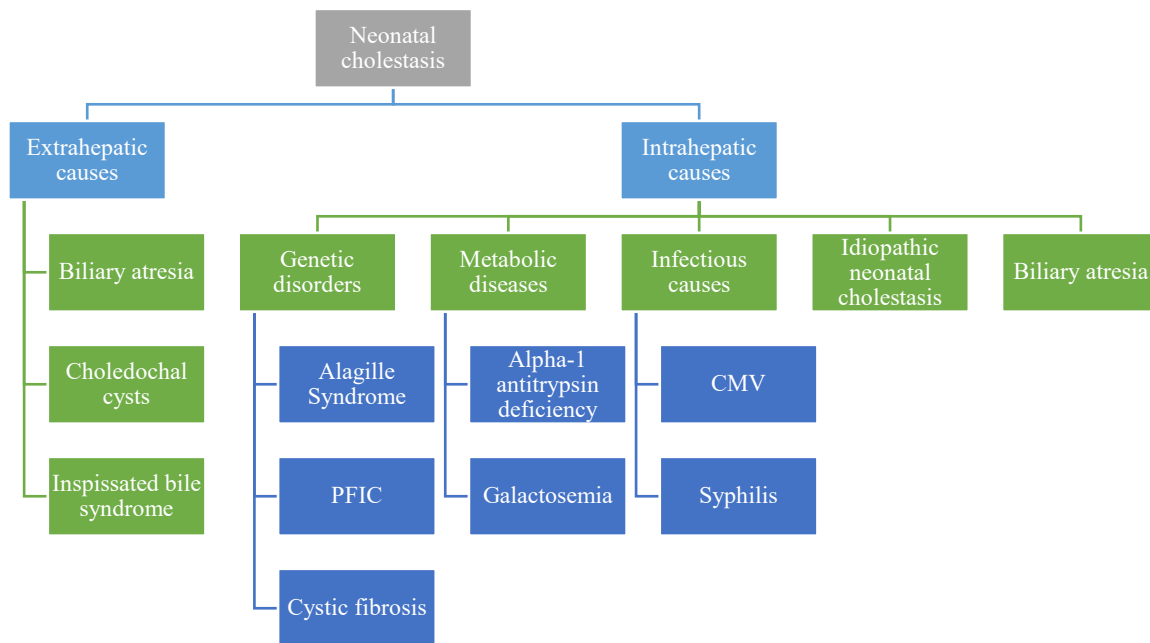 Neonatal
cholestasis
Extrahepatic
causes
Intrahepatic
causes
Biliary atresia
Choledochal
cysts
Inspissated bile
syndrome
Genetic
disorders
Alagille
Syndrome
PFIC
Cystic fibrosis
Metabolic
diseases
Alpha-1
antitrypsin
deficiency
Galactosemia
Infectious
causes
CMV
Syphilis
Idiopathic
neonatal
cholestasis
Biliary atresia